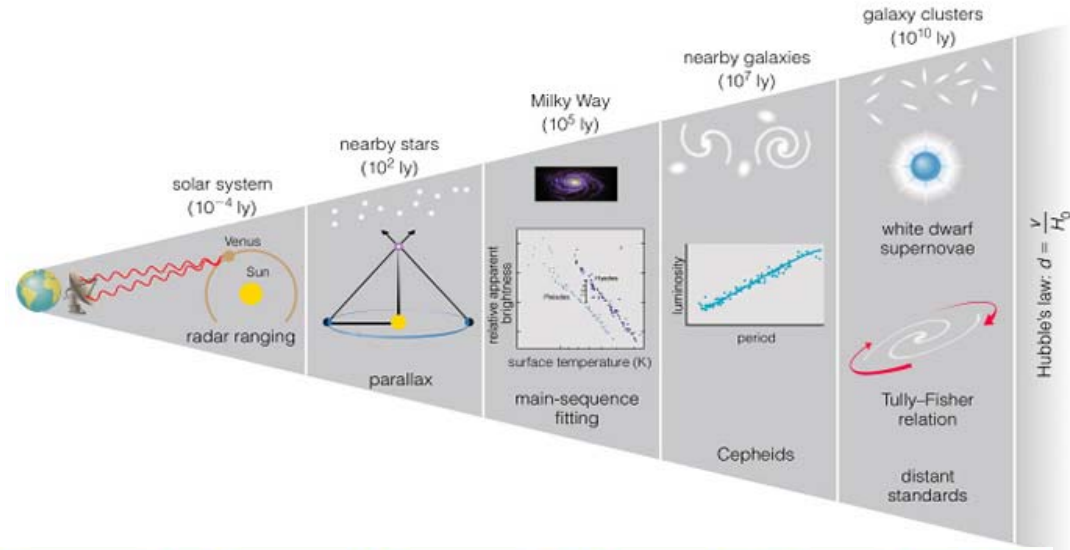 solar system
(10⁻⁴ ly)
Venus
Sun
radar ranging
nearby stars
(10² ly)
parallax
Milky Way
(10⁵ ly)
relative apparent
brightness
Hyades
Pleiades
surface temperature (K)
main-sequence
fitting
nearby galaxies
(10⁷ ly)
luminosity
period
Cepheids
galaxy clusters
(10¹⁰ ly)
white dwarf
supernovae
Tully–Fisher
relation
distant
standards
Hubble's law: d = v/H₀